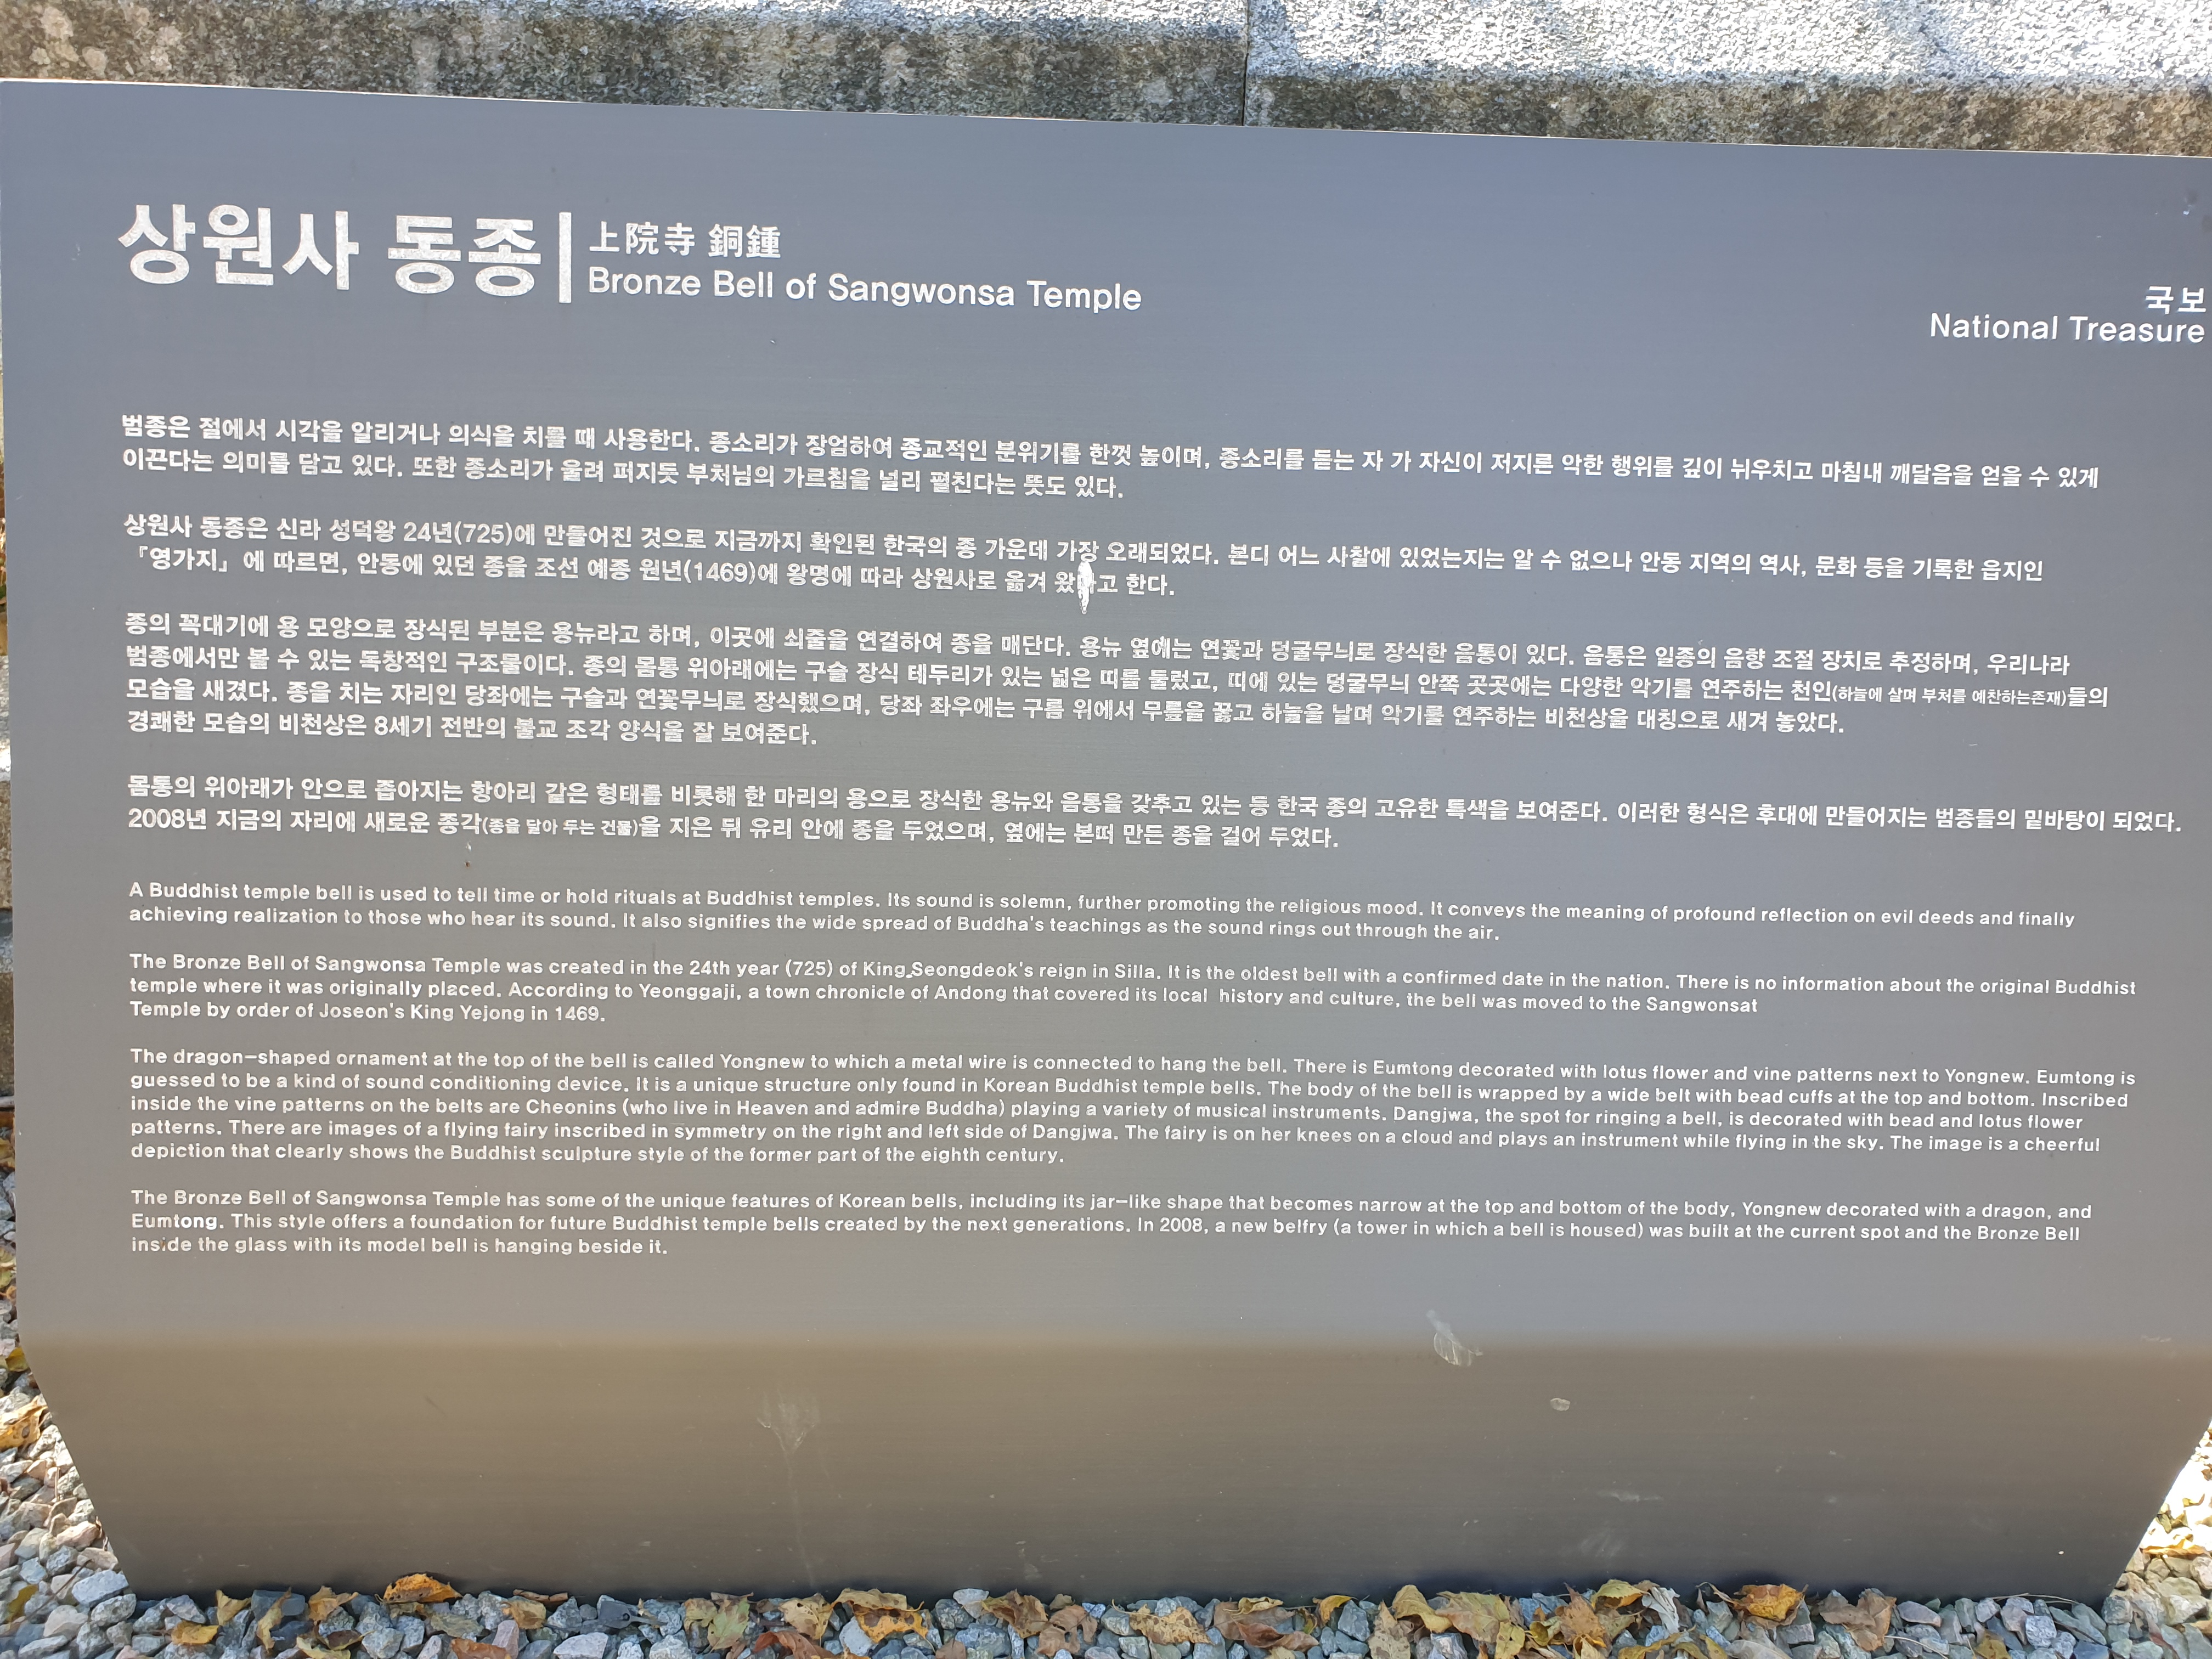 상원사 동종
上院寺 銅鍾
Bronze Bell of Sangwonsa Temple
국보
National Treasure
범종은 절에서 시각을 알리거나 의식을 치를 때 사용한다. 종소리가 장엄하여 종교적인 분위기를 한껏 높이며, 종소리를 듣는 자 가 자신이 저지른 악한 행위를 깊이 뉘우치고 마침내 깨달음을 얻을 수 있게
이끈다는 의미를 담고 있다. 또한 종소리가 울려 퍼지듯 부처님의 가르침을 널리 펼친다는 뜻도 있다.
상원사 동종은 신라 성덕왕 24년(725)에 만들어진 것으로 지금까지 확인된 한국의 종 가운데 가장 오래되었다. 본디 어느 사찰에 있었는지는 알 수 없으나 안동 지역의 역사, 문화 등을 기록한 읍지인
『영가지』에 따르면, 안동에 있던 종을 조선 예종 원년(1469)에 왕명에 따라 상원사로 옮겨 한다.
종의 꼭대기에 용 모양으로 장식된 부분은 용뉴라고 하며, 이곳에 쇠줄을 연결하여 종을 매단다. 용뉴 옆에는 연꽃과 덩굴무늬로 장식한 음통이 있다. 음통은 일종의 음향 조절 장치로 추정하며, 우리나라
범종에서만 볼 수 있는 독창적인 구조물이다. 종의 몸통 위아래에는 구슬 장식 테두리가 있는 넓은 띠를 둘렀고, 띠에 있는 덩굴무늬 안쪽 곳곳에는 다양한 악기를 연주하는 천인(하늘에 살며 부처를 예찬하는존재)들의
모습을 새겼다. 종을 치는 자리인 당좌에는 구슬과 연꽃무늬로 장식했으며, 당좌 좌우에는 구름 위에서 무릎을 꿇고 하늘을 날며 악기를 연주하는 비천상을 대칭으로 새겨 놓았다.
경쾌한 모습의 비천상은 8세기 전반의 불교 조각 양식을 잘 보여준다.
몸통의 위아래가 안으로 좁아지는 항아리 같은 형태를 비롯해 한 마리의 용으로 장식한 용뉴와 음통을 갖추고 있는 등 한국 종의 고유한 특색을 보여준다. 이러한 형식은 후대에 만들어지는 범종들의 밑바탕이 되었다.
2008년 지금의 자리에 새로운 종각(종을 달아 두는 건물)을 지은 뒤 유리 안에 종을 두었으며, 옆에는 본떠 만든 종을 걸어 두었다.
A Buddhist temple bell is used to tell time or hold rituals at Buddhist temples. Its sound is solemn, further promoting the religious mood. It conveys the meaning of profound reflection on evil deeds and finally
achieving realization to those who hear its sound. It also signifies the wide spread of Buddha's teachings as the sound rings out through the air.
The Bronze Bell of Sangwonsa Temple was created in the 24th year (725) of King Seongdeok's reign in Silla. It is the oldest bell with a confirmed date in the nation. There is no information about the original Buddhist
temple where it was originally placed. According to Yeonggaji, a town chronicle of Andong that covered its local history and culture, the bell was moved to the Sangwonsat
Temple by order of Joseon's King Yejong in 1469.
The dragon-shaped ornament at the top of the bell is called Yongnew to which a metal wire is connected to hang the bell. There is Eumtong decorated with lotus flower and vine patterns next to Yongnew. Eumtong is
guessed to be a kind of sound conditioning device. It is a unique structure only found in Korean Buddhist temple bells. The body of the bell is wrapped by a wide belt with bead cuffs at the top and bottom. Inscribed
inside the vine patterns on the belts are Cheonins (who live in Heaven and admire Buddha) playing a variety of musical instruments. Dangjwa, the spot for ringing a bell, is decorated with bead and lotus flower
patterns. There are images of a flying fairy inscribed in symmetry on the right and left side of Dangjwa. The fairy is on her knees on a cloud and plays an instrument while flying in the sky. The image is a cheerful
depiction that clearly shows the Buddhist sculpture style of the former part of the eighth century.
The Bronze Bell of Sangwonsa Temple has some of the unique features of Korean bells, including its jar-like shape that becomes narrow at the top and bottom of the body, Yongnew decorated with a dragon, and
Eumtong. This style offers a foundation for future Buddhist temple bells created by the next generations. In 2008, a new belfry (a tower in which a bell is housed) was built at the current spot and the Bronze Bell
inside the glass with its model bell is hanging beside it.